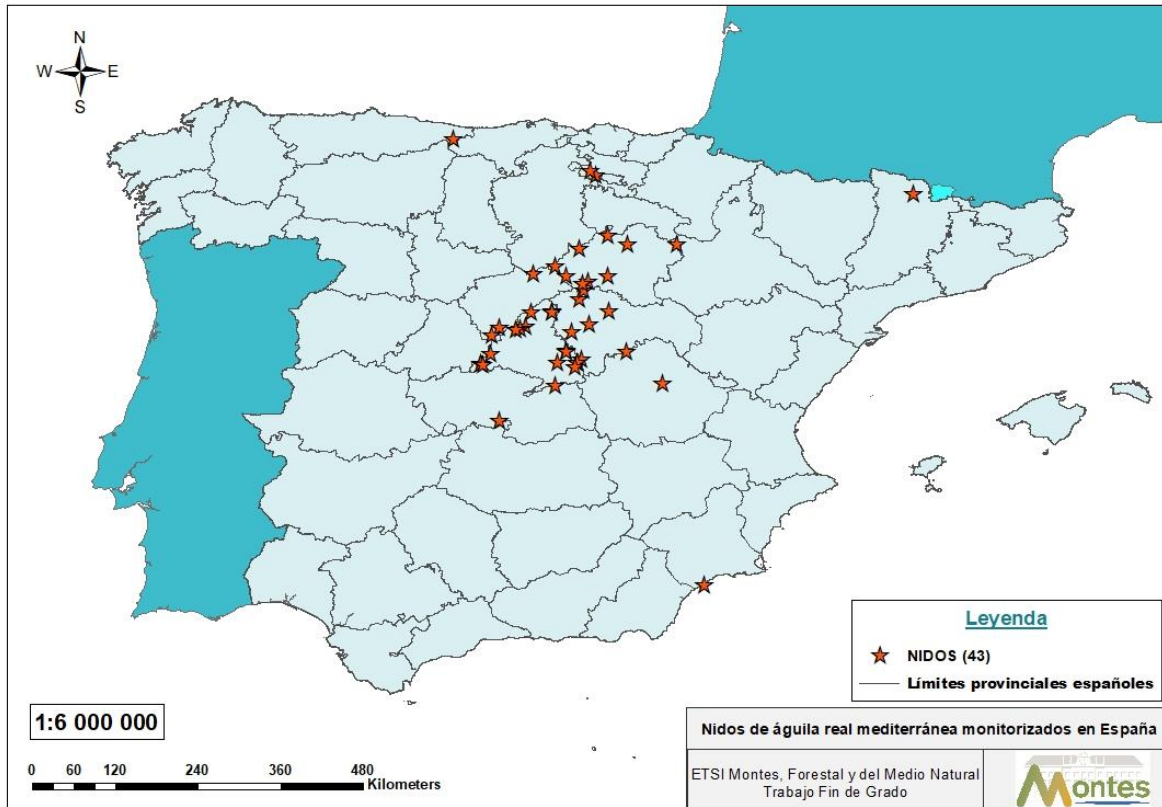 N
W E
S
Leyenda
NIDOS (43)
Límites provinciales españoles
1:6 000 000
0 60 120 240 360 480
Kilometers
Nidos de águila real mediterránea monitorizados en España
ETSI Montes, Forestal y del Medio Natural
Trabajo Fin de Grado
Montes